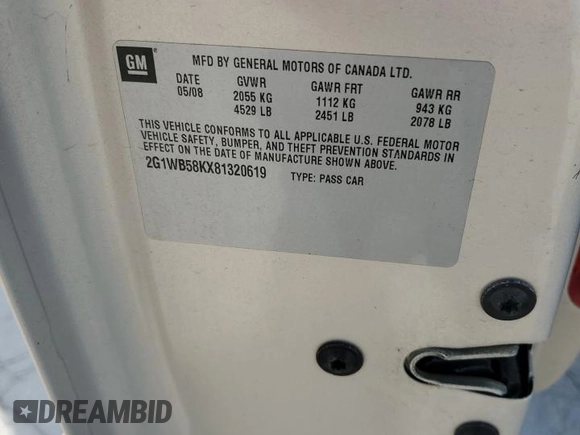 GM
MFD BY GENERAL MOTORS OF CANADA LTD.
DATE GVWR GAWR FRT GAWR RR
05/08 2055 KG 1112 KG 943 KG
4529 LB 2451 LB 2078 LB
THIS VEHICLE CONFORMS TO ALL APPLICABLE U.S. FEDERAL MOTOR
VEHICLE SAFETY, BUMPER, AND THEFT PREVENTION STANDARDS IN
EFFECT ON THE DATE OF MANUFACTURE SHOWN ABOVE.
2G1WB58KX81320619 TYPE: PASS CAR
DREAMBID